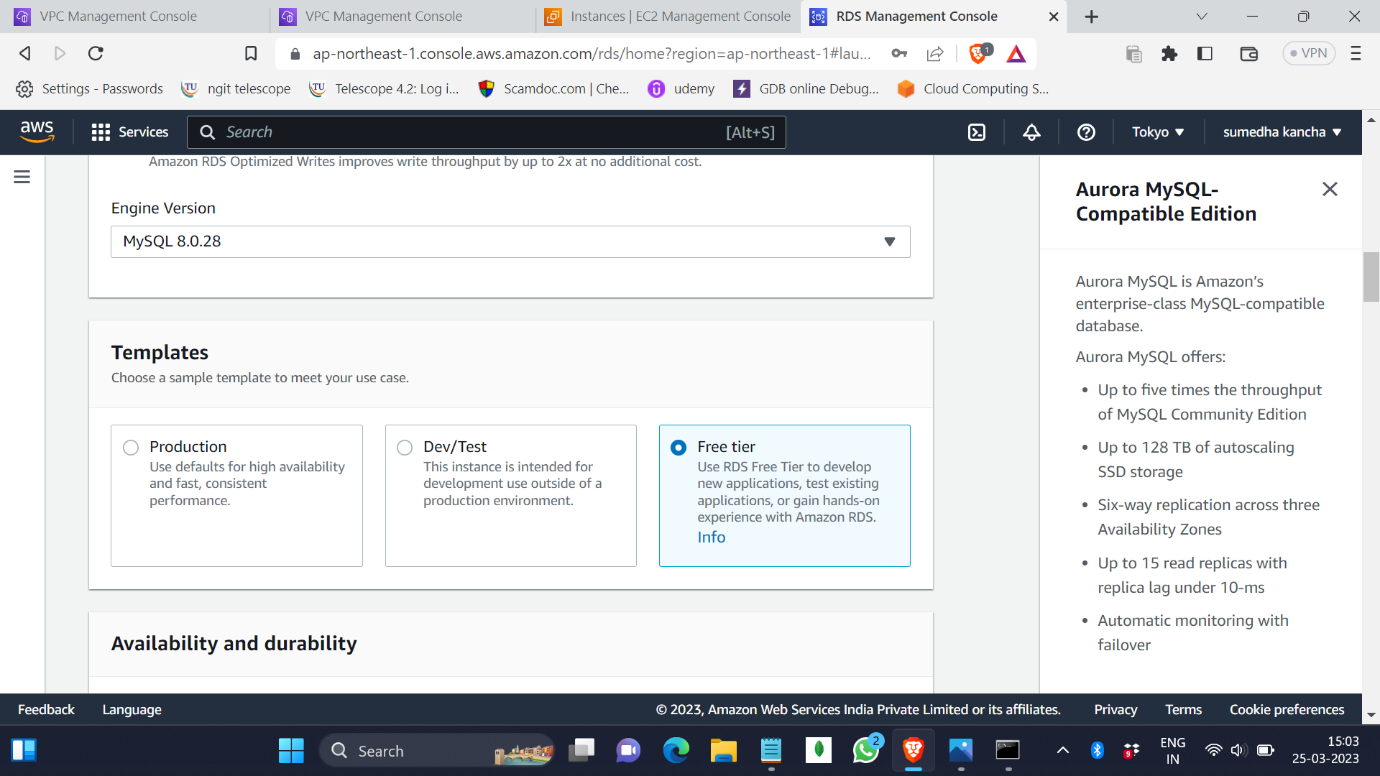 VPC Management Console
VPC Management Console
Instances | EC2 Management Console
RDS Management Console
ap-northeast-1.console.aws.amazon.com/rds/home?region=ap-northeast-1#lau...
1
VPN
Settings - Passwords
ngit telescope
Telescope 4.2: Log i...
Scamdoc.com | Che...
udemy
GDB online Debug...
Cloud Computing S...
aws
Services
Search
[Alt+S]
Tokyo
sumedha kancha
Amazon RDS Optimized Writes improves write throughput by up to 2x at no additional cost.
Engine Version
MySQL 8.0.28
Templates
Choose a sample template to meet your use case.
Production
Use defaults for high availability
and fast, consistent
performance.
Dev/Test
This instance is intended for
development use outside of a
production environment.
Free tier
Use RDS Free Tier to develop
new applications, test existing
applications, or gain hands-on
experience with Amazon RDS.
Info
Availability and durability
Aurora MySQL-
Compatible Edition
Aurora MySQL is Amazon's
enterprise-class MySQL-compatible
database.
Aurora MySQL offers:
• Up to five times the throughput
of MySQL Community Edition
• Up to 128 TB of autoscaling
SSD storage
• Six-way replication across three
Availability Zones
• Up to 15 read replicas with
replica lag under 10-ms
• Automatic monitoring with
failover
Feedback
Language
© 2023, Amazon Web Services India Private Limited or its affiliates.
Privacy
Terms
Cookie preferences
Search
2
9
ENG
IN
15:03
25-03-2023